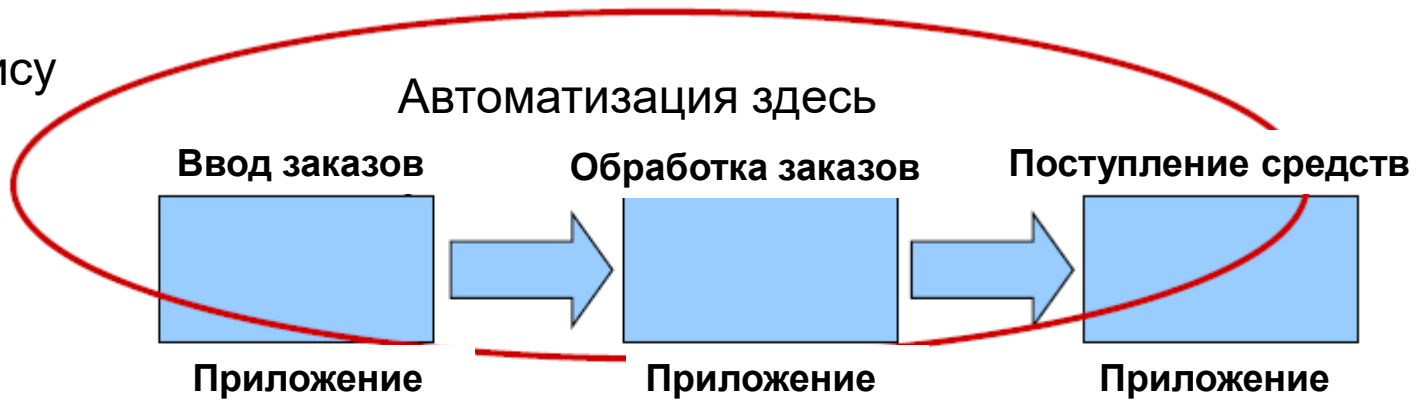 Автоматизация здесь
Ввод заказов
Обработка заказов
Поступление средств
Приложение
Приложение
Приложение